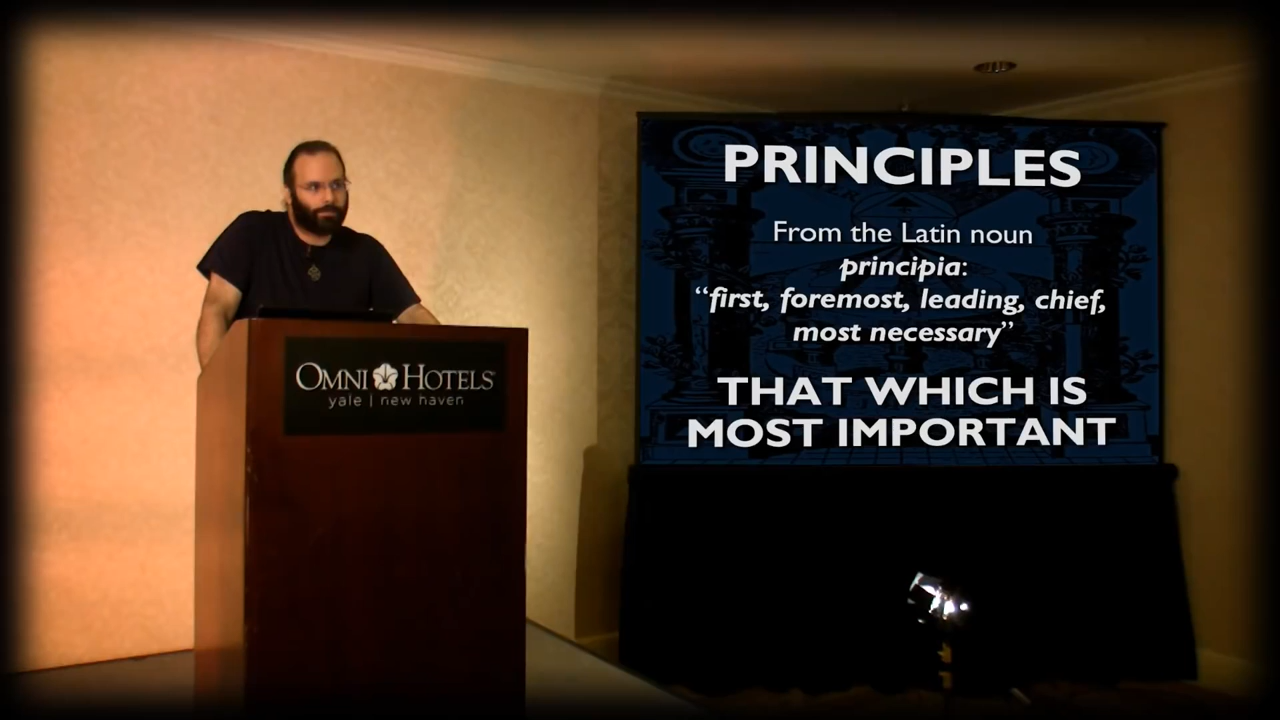 OMNI HOTELS
yale | new haven
PRINCIPLES
From the Latin noun
principia:
“first, foremost, leading, chief,
most necessary”
THAT WHICH IS
MOST IMPORTANT